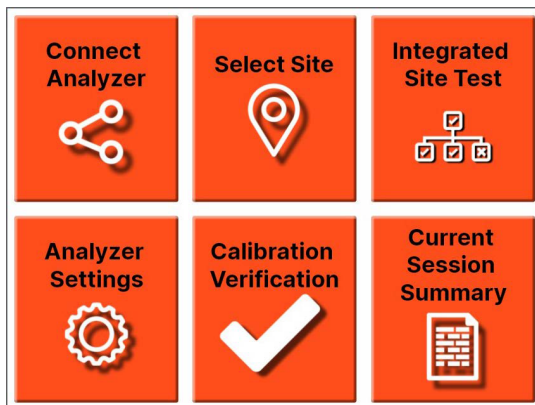 Connect
Analyzer
Select Site
Integrated
Site Test
Analyzer
Settings
Calibration
Verification
Current
Session
Summary